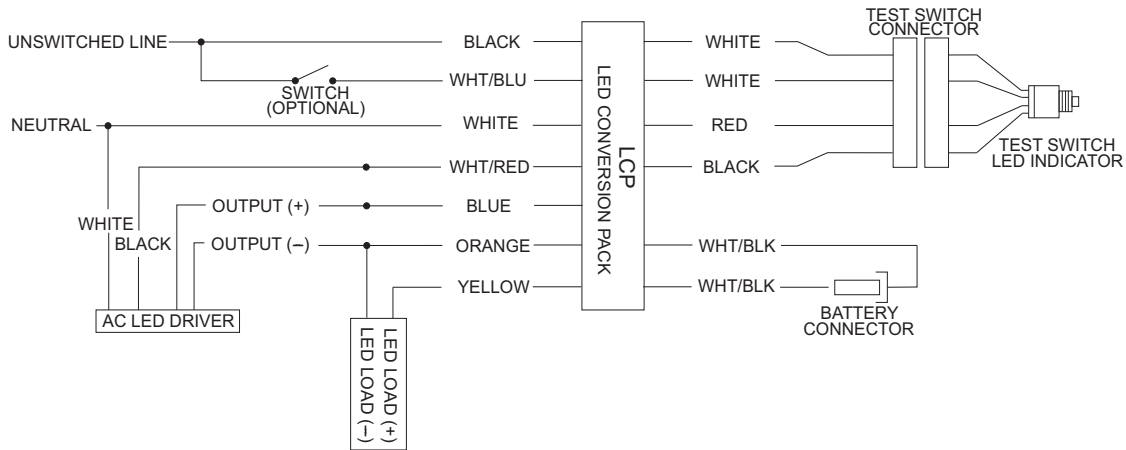 UNSWITCHED LINE
BLACK
SWITCH
(OPTIONAL)
WHT/BLU
NEUTRAL
WHITE
WHT/RED
OUTPUT (+)
BLUE
WHITE
BLACK
OUTPUT (–)
ORANGE
YELLOW
AC LED DRIVER
LED LOAD (+)
LED LOAD (–)
LCP
LED CONVERSION PACK
WHITE
WHITE
RED
BLACK
TEST SWITCH
CONNECTOR
TEST SWITCH
LED INDICATOR
WHT/BLK
WHT/BLK
BATTERY
CONNECTOR